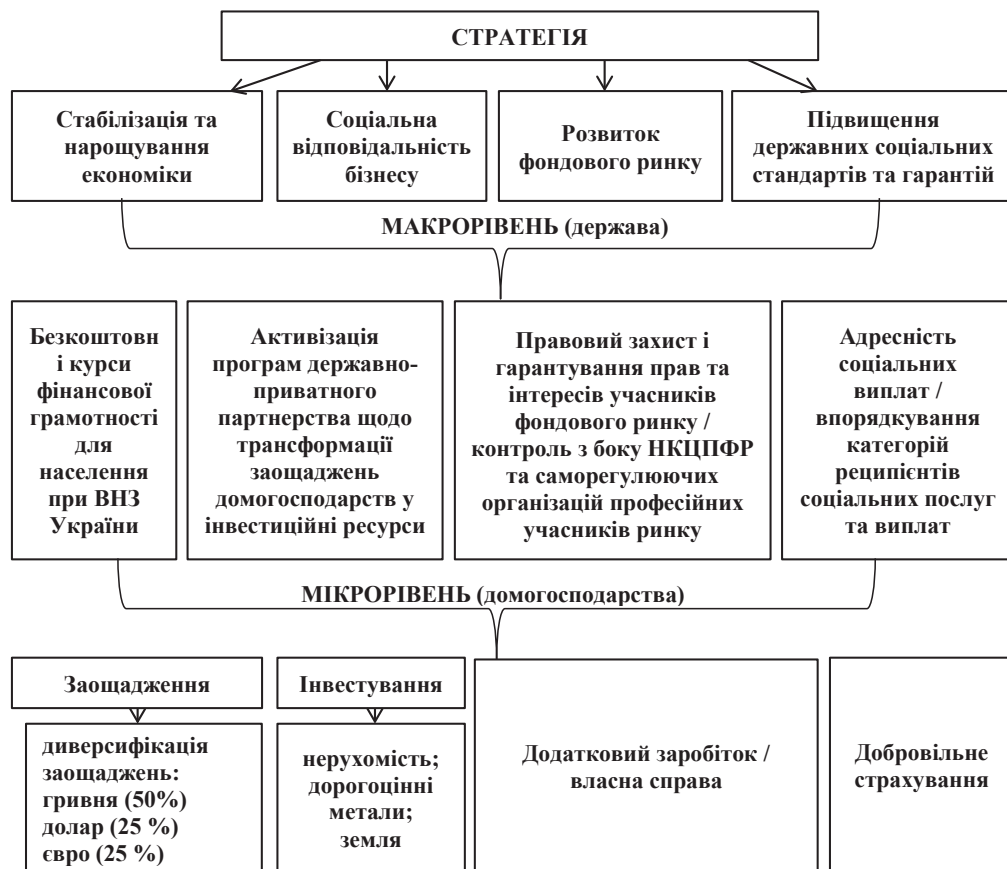 СТРАТЕГІЯ
Стабілізація та
нарощування
економіки
Соціальна
відповідальність
бізнесу
Розвиток
фондового ринку
Підвищення
державних соціальних
стандартів та гарантій
МАКРОРІВЕНЬ (держава)
Безкоштовн
і курси
фінансової
грамотності
для
населення
при ВНЗ
України
Активізація
програм державно-
приватного
партнерства щодо
трансформації
заощаджень
домогосподарств у
інвестиційні ресурси
Правовий захист і
гарантування прав та
інтересів учасників
фондового ринку /
контроль з боку НКЦПФР
та саморегулюючих
організацій професійних
учасників ринку
Адресність
соціальних
виплат /
впорядкування
категорій
реципієнтів
соціальних послуг
та виплат
МІКРОРІВЕНЬ (домогосподарства)
Заощадження
диверсифікація
заощаджень:
гривня (50%)
долар (25 %)
євро (25 %)
Інвестування
нерухомість;
дорогоцінні
метали;
земля
Додатковий заробіток /
власна справа
Добровільне
страхування